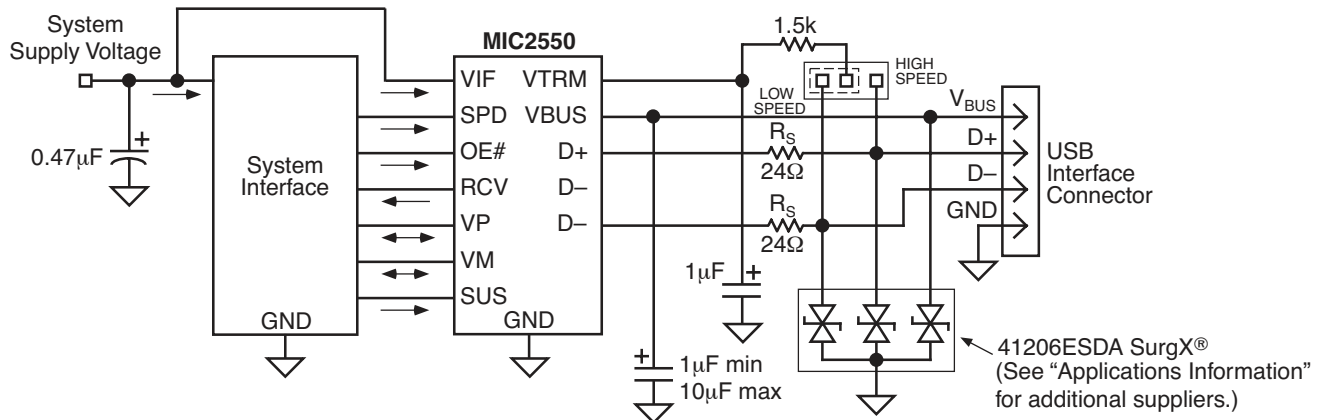 System
Supply Voltage
0.47µF
+
System
Interface
GND
MIC2550
VIF
SPD
OE#
RCV
VP
VM
SUS
VTRM
VBUS
D+
D–
D–
GND
1.5k
LOW
SPEED
HIGH
SPEED
RS
24Ω
RS
24Ω
1µF
+
+
1µF min
10µF max
VBUS
D+
D–
GND
USB
Interface
Connector
41206ESDA SurgX®
(See “Applications Information”
for additional suppliers.)